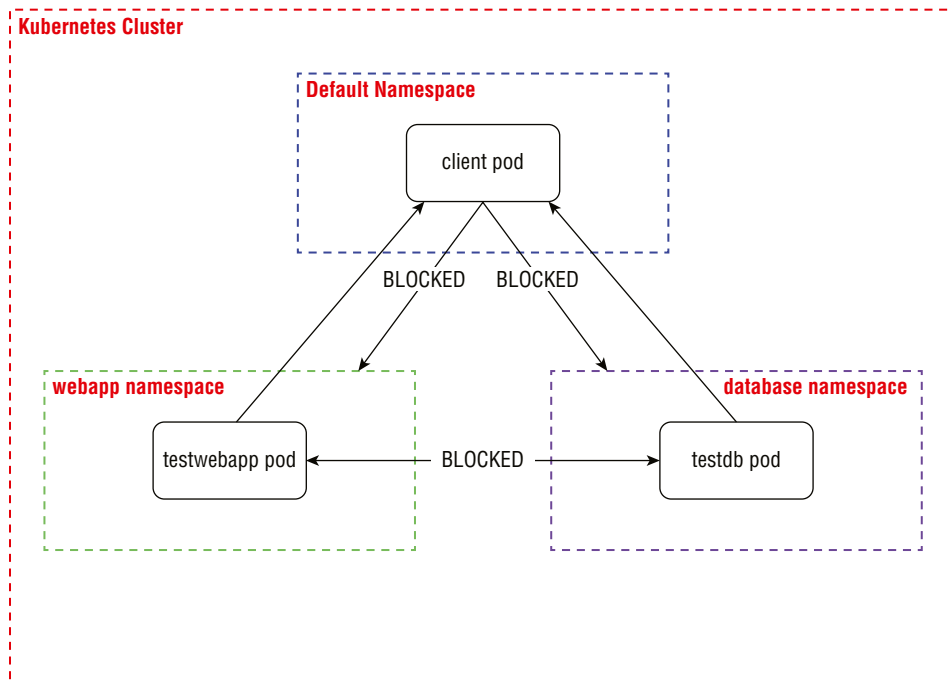 Kubernetes Cluster
Default Namespace
client pod
BLOCKED
BLOCKED
webapp namespace
database namespace
testwebapp pod
BLOCKED
testdb pod